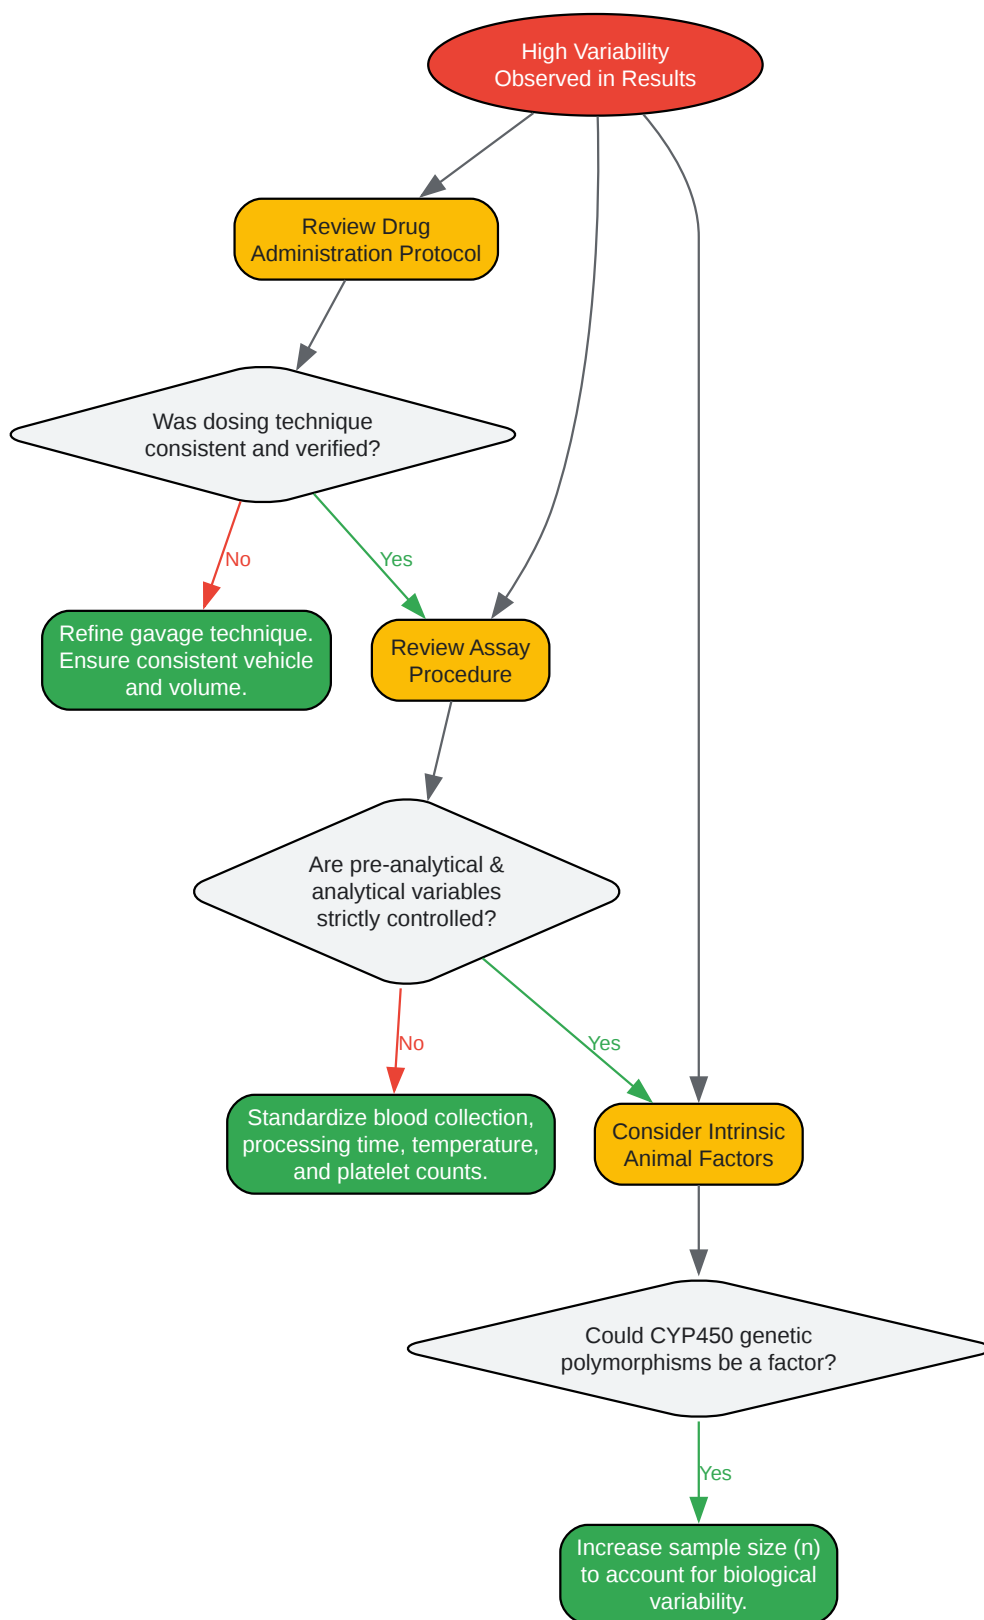 High Variability
Observed in Results
Review Drug
Administration Protocol
Was dosing technique
consistent and verified?
No
Yes
Refine gavage technique.
Ensure consistent vehicle
and volume.
Review Assay
Procedure
Are pre-analytical &
analytical variables
strictly controlled?
No
Yes
Standardize blood collection,
processing time, temperature,
and platelet counts.
Consider Intrinsic
Animal Factors
Could CYP450 genetic
polymorphisms be a factor?
Yes
Increase sample size (n)
to account for biological
variability.